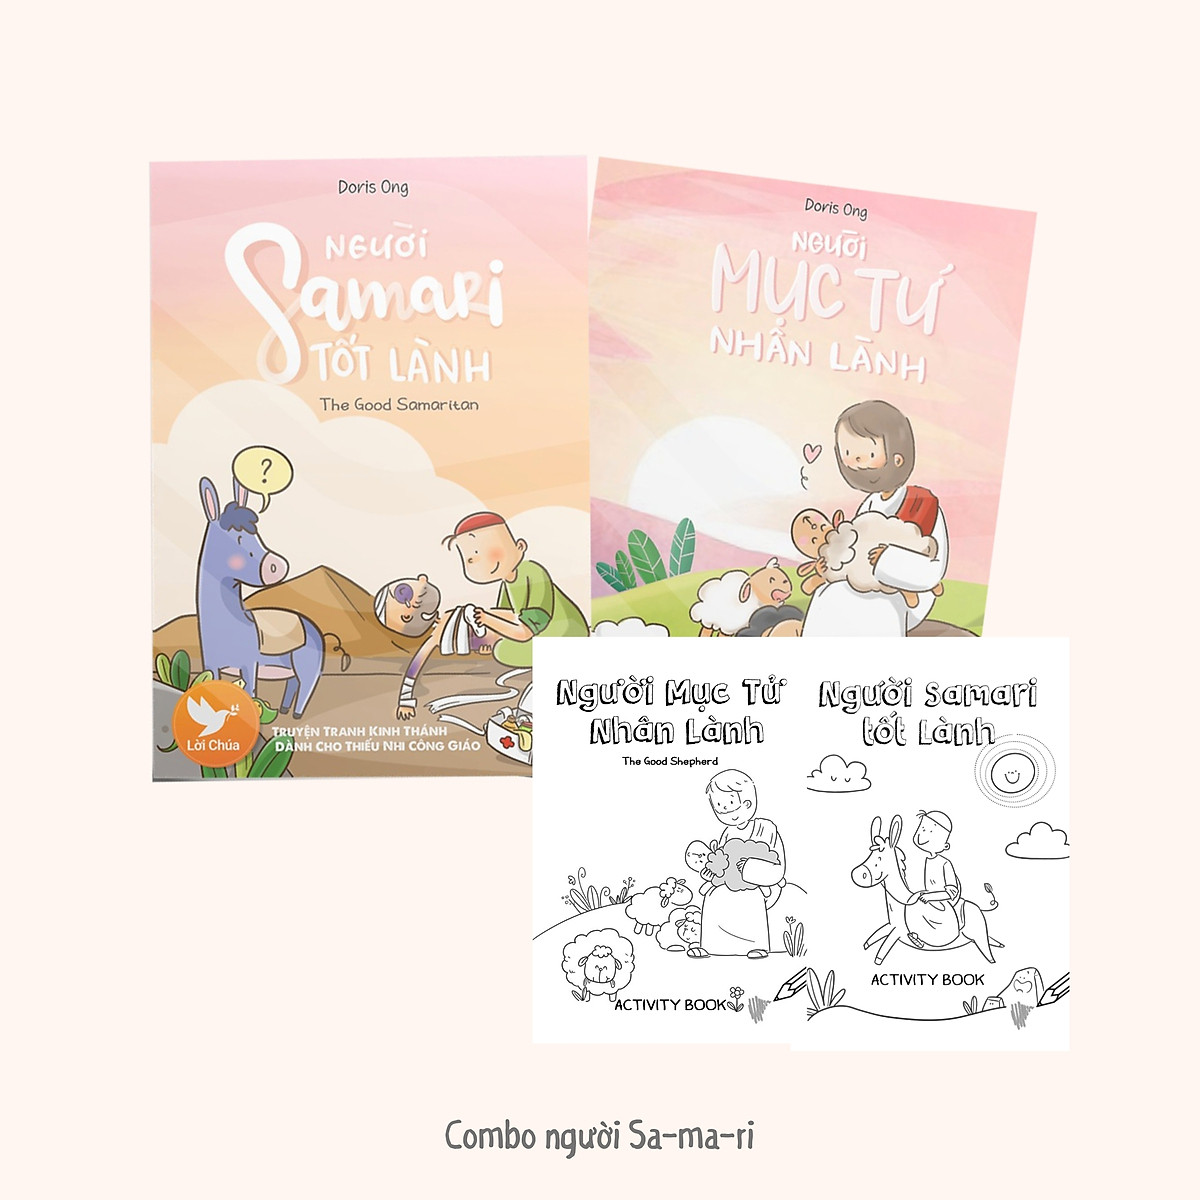 Doris Ong
NGƯỜI
Samari
TỐT LÀNH
The Good Samaritan
?
Lời Chúa
TRUYỆN TRANH KINH THÁNH
DÀNH CHO THIẾU NHI CÔNG GIÁO
Doris Ong
NGƯỜI
MỤC TỬ
NHÂN LÀNH
Người Mục Tử
Nhân Lành
The Good Shepherd
ACTIVITY BOOK
Người Samari
tốt Lành
ACTIVITY BOOK
Combo người Sa-ma-ri